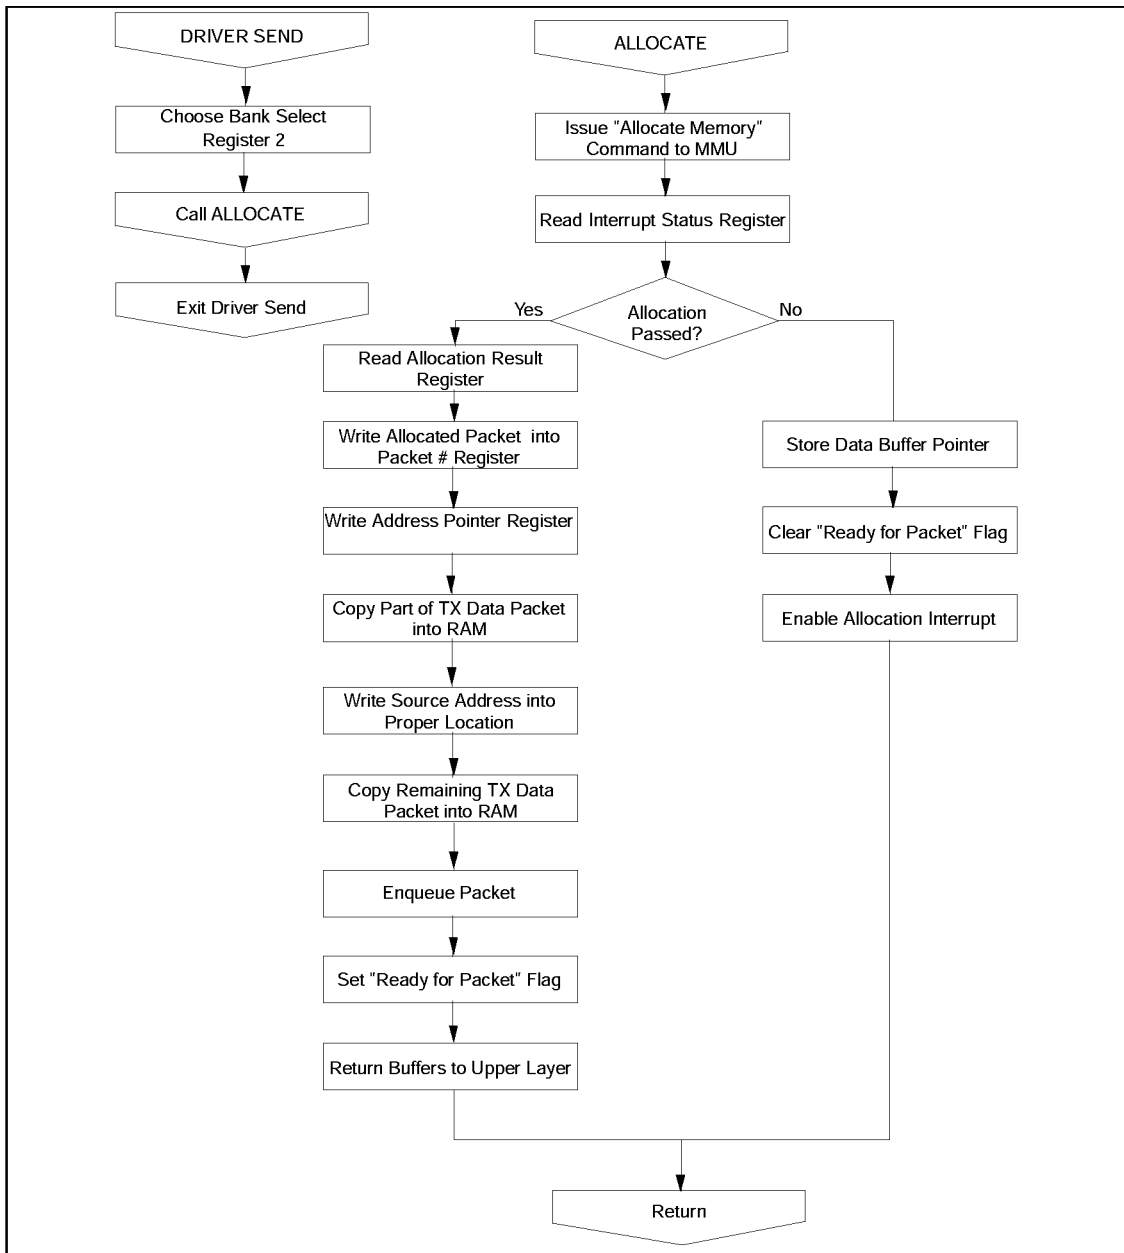 DRIVER SEND
Choose Bank Select
Register 2
Call ALLOCATE
Exit Driver Send
ALLOCATE
Issue "Allocate Memory"
Command to MMU
Read Interrupt Status Register
Allocation
Passed?
Yes
No
Read Allocation Result
Register
Write Allocated Packet into
Packet # Register
Write Address Pointer Register
Copy Part of TX Data Packet
into RAM
Write Source Address into
Proper Location
Copy Remaining TX Data
Packet into RAM
Enqueue Packet
Set "Ready for Packet" Flag
Return Buffers to Upper Layer
Store Data Buffer Pointer
Clear "Ready for Packet" Flag
Enable Allocation Interrupt
Return